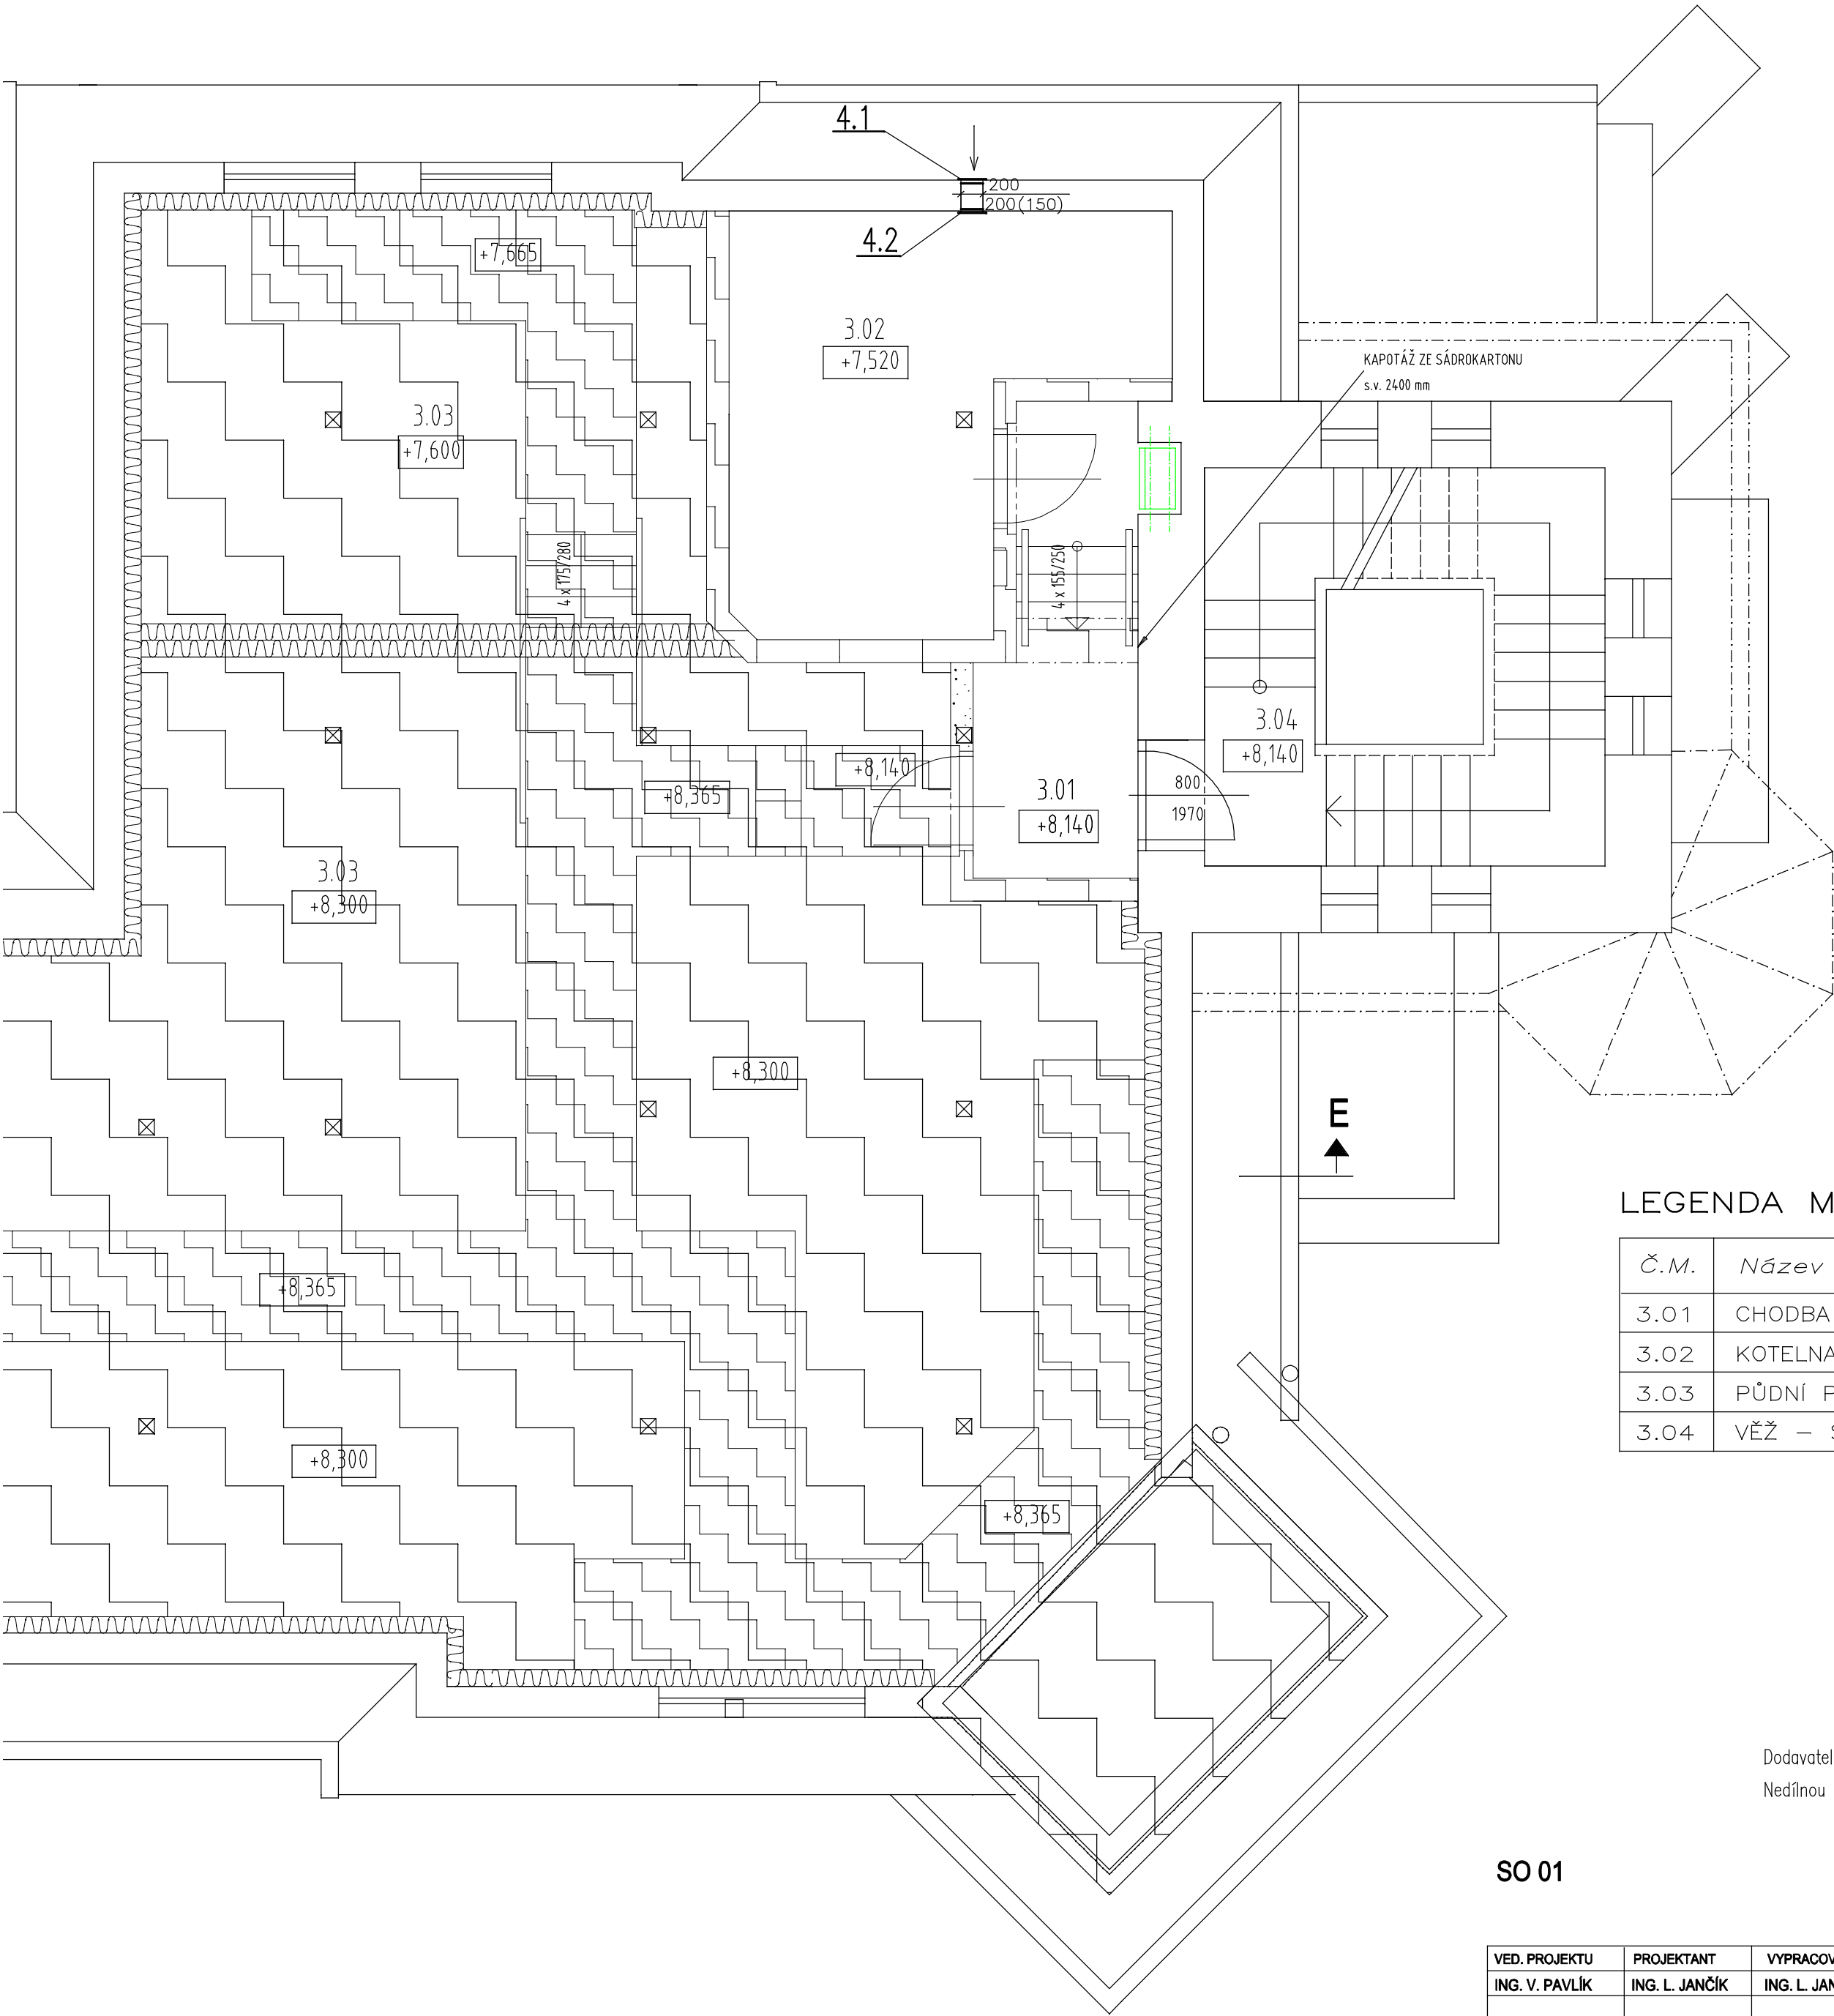 4.1
200
200(150)
4.2
+7,665
3.02
+7,520
KAPOTÁŽ ZE SÁDROKARTONU
s.v. 2400 mm
3.03
+7,600
4 x 175/280
4 x 155/250
3.04
+8,140
+8,140
+8,365
3.01
+8,140
800
1970
3.03
+8,300
+8,300
E
LEGENDA M
Č.M. Název
3.01 CHODBA
3.02 KOTELNA
3.03 PŮDNÍ P
3.04 VĚŽ – S
+8,365
+8,300
+8,365
Dodavatel
Nedílnou
SO 01
VED. PROJEKTU PROJEKTANT VYPRACOV
ING. V. PAVLÍK ING. L. JANČÍK ING. L. JAN